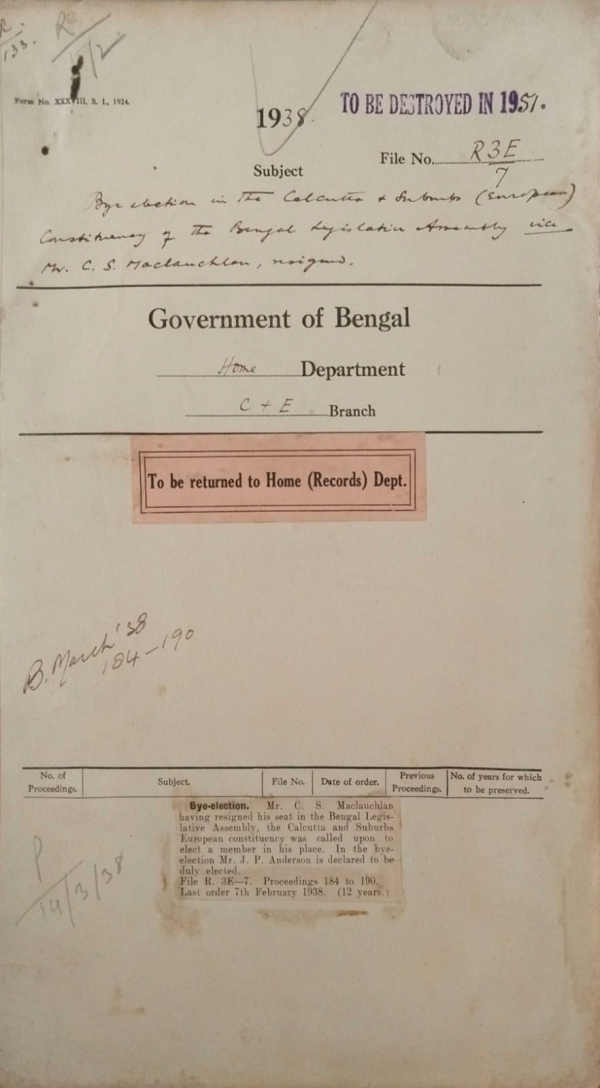 R.
133.
R3
1/2
Form No. XXXVIII, S. I., 1924.
1938.
TO BE DESTROYED IN 1951.
File No. R3E
7
Subject
Bye election in the Calcutta & Suburbs (European)
Constituency of the Bengal Legislative Assembly vice
Mr. C. S. Maclauchlan, resigned.
Government of Bengal
Home Department
C + E Branch
To be returned to Home (Records) Dept.
B. March '38
184-190
No. of Proceedings. Subject. File No. Date of order. Previous Proceedings. No. of years for which to be preserved.
Bye-election. Mr. C. S. Maclauchlan
having resigned his seat in the Bengal Legis-
lative Assembly, the Calcutta and Suburbs
European constituency was called upon to
elect a member in his place. In the bye-
election Mr. J. P. Anderson is declared to be
duly elected.
File R. 3E—7. Proceedings 184 to 190.
Last order 7th February 1938. (12 years.)
P
14/3/38